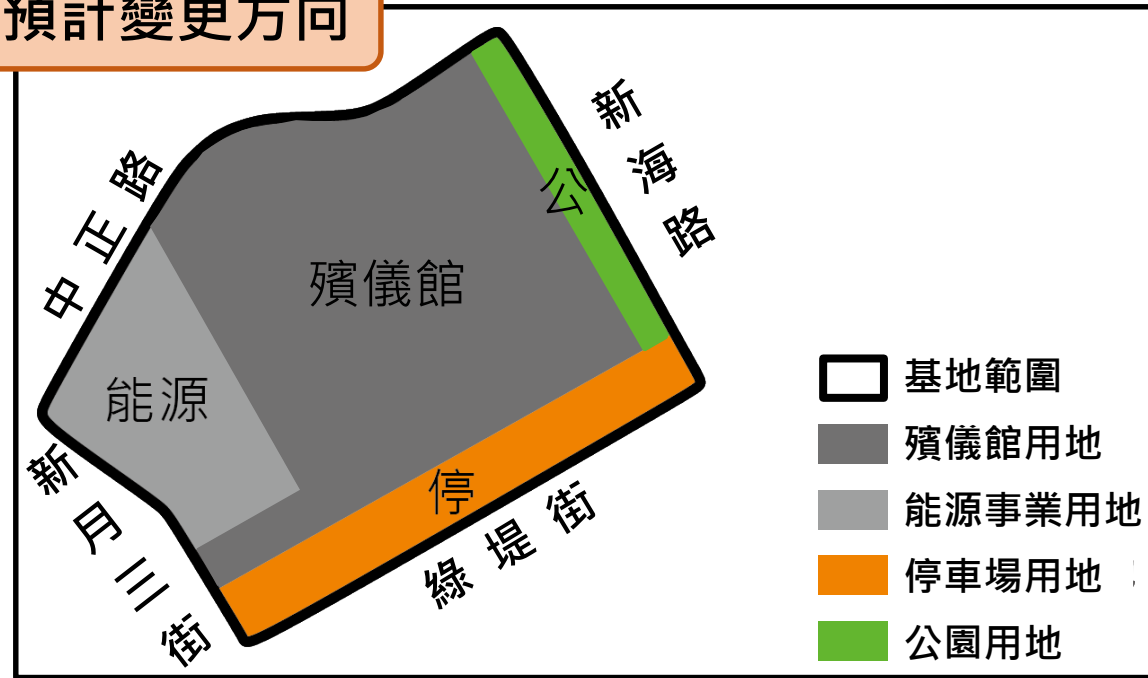 預計變更方向
中正路
新海路
公
殯儀館
能源
停
新月三街
綠堤街
基地範圍
殯儀館用地
能源事業用地
停車場用地
公園用地